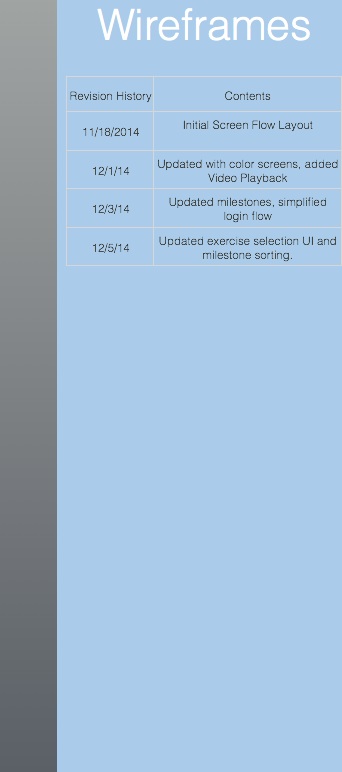 Wireframes
Revision History
Contents
11/18/2014
Initial Screen Flow Layout
12/1/14
Updated with color screens, added
Video Playback
12/3/14
Updated milestones, simplified
login flow
12/5/14
Updated exercise selection UI and
milestone sorting.